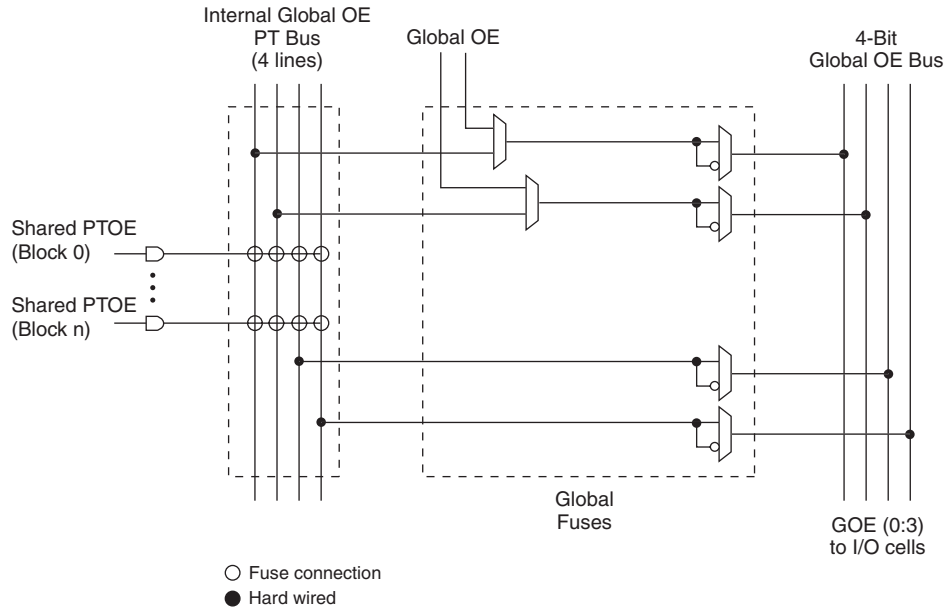 Internal Global OE
PT Bus
(4 lines)
Global OE
4-Bit
Global OE Bus
Shared PTOE
(Block 0)
Shared PTOE
(Block n)
Global
Fuses
GOE (0:3)
to I/O cells
Fuse connection
Hard wired